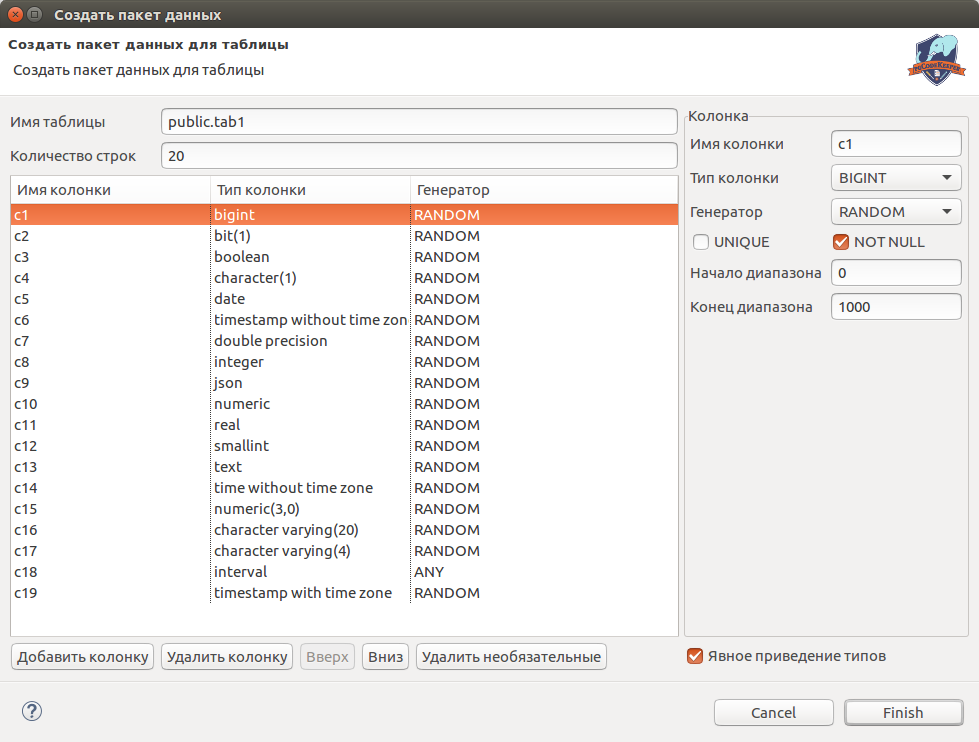 Создать пакет данных
Создать пакет данных для таблицы
Создать пакет данных для таблицы
PGCODEKEEPER
Имя таблицы public.tab1
Количество строк 20
Имя колонки Тип колонки Генератор
c1 bigint RANDOM
c2 bit(1) RANDOM
c3 boolean RANDOM
c4 character(1) RANDOM
c5 date RANDOM
c6 timestamp without time zon RANDOM
c7 double precision RANDOM
c8 integer RANDOM
c9 json RANDOM
c10 numeric RANDOM
c11 real RANDOM
c12 smallint RANDOM
c13 text RANDOM
c14 time without time zone RANDOM
c15 numeric(3,0) RANDOM
c16 character varying(20) RANDOM
c17 character varying(4) RANDOM
c18 interval ANY
c19 timestamp with time zone RANDOM
Добавить колонку Удалить колонку Вверх Вниз Удалить необязательные
Колонка
Имя колонки c1
Тип колонки BIGINT
Генератор RANDOM
UNIQUE NOT NULL
Начало диапазона 0
Конец диапазона 1000
Явное приведение типов
? Cancel Finish